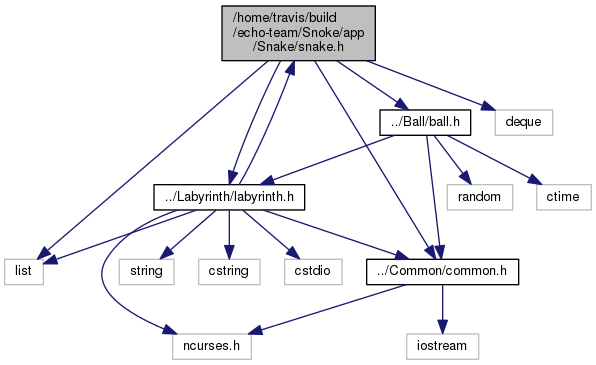 /home/travis/build
/echo-team/Snoke/app
/Snake/snake.h
../Ball/ball.h
deque
../Labyrinth/labyrinth.h
random
ctime
list
string
cstring
cstdio
../Common/common.h
ncurses.h
iostream